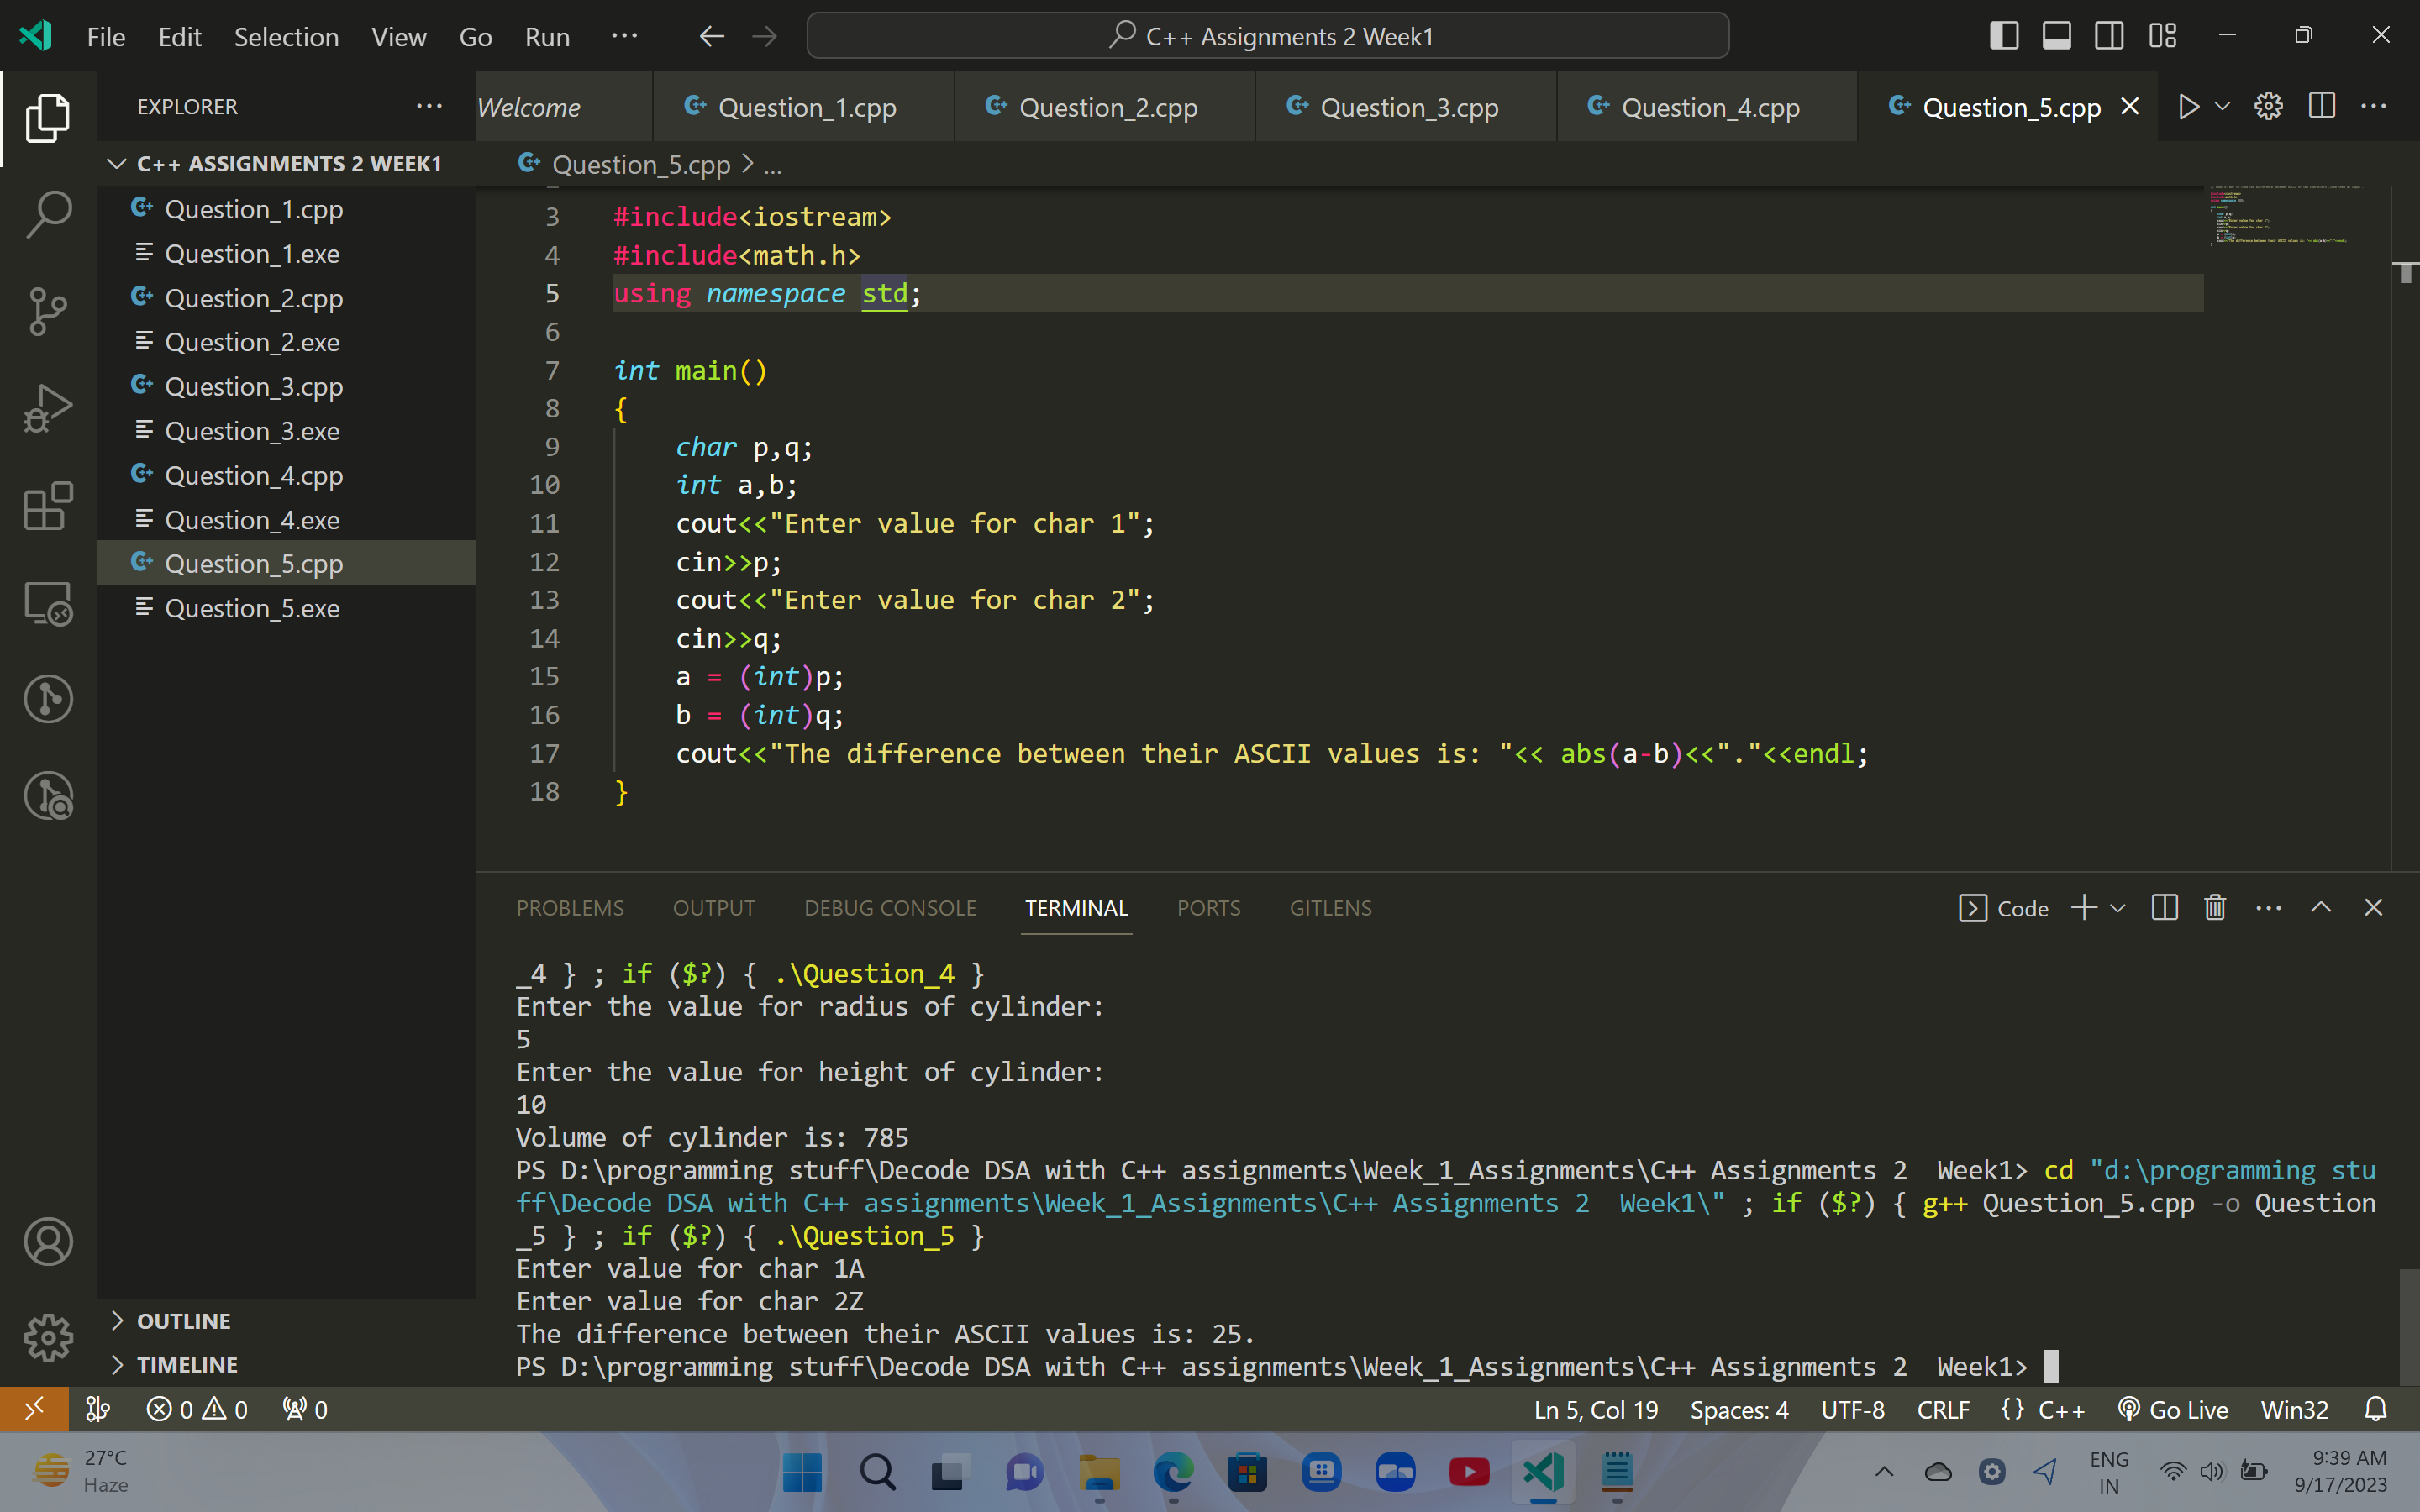 File Edit Selection View Go Run ··· C++ Assignments 2 Week1
EXPLORER ···
Welcome Question_1.cpp Question_2.cpp Question_3.cpp Question_4.cpp Question_5.cpp
C++ ASSIGNMENTS 2 WEEK1
Question_5.cpp > ...
Question_1.cpp
Question_1.exe
Question_2.cpp
Question_2.exe
Question_3.cpp
Question_3.exe
Question_4.cpp
Question_4.exe
Question_5.cpp
Question_5.exe
OUTLINE
TIMELINE
3 #include<iostream>
4 #include<math.h>
5 using namespace std;
6
7 int main()
8 {
9 char p,q;
10 int a,b;
11 cout<<"Enter value for char 1";
12 cin>>p;
13 cout<<"Enter value for char 2";
14 cin>>q;
15 a = (int)p;
16 b = (int)q;
17 cout<<"The difference between their ASCII values is: "<< abs(a-b)<<"."<<endl;
18 }
PROBLEMS OUTPUT DEBUG CONSOLE TERMINAL PORTS GITLENS Code
_4 } ; if ($?) { .\Question_4 }
Enter the value for radius of cylinder:
5
Enter the value for height of cylinder:
10
Volume of cylinder is: 785
PS D:\programming stuff\Decode DSA with C++ assignments\Week_1_Assignments\C++ Assignments 2  Week1> cd "d:\programming stu
ff\Decode DSA with C++ assignments\Week_1_Assignments\C++ Assignments 2  Week1\" ; if ($?) { g++ Question_5.cpp -o Question
_5 } ; if ($?) { .\Question_5 }
Enter value for char 1A
Enter value for char 2Z
The difference between their ASCII values is: 25.
PS D:\programming stuff\Decode DSA with C++ assignments\Week_1_Assignments\C++ Assignments 2  Week1>
0 0 0 Ln 5, Col 19 Spaces: 4 UTF-8 CRLF {} C++ Go Live Win32
27°C
Haze
ENG
IN
9:39 AM
9/17/2023